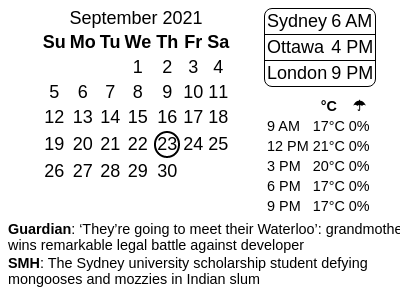 September 2021
Su Mo Tu We Th Fr Sa
1 2 3 4
5 6 7 8 9 10 11
12 13 14 15 16 17 18
19 20 21 22 23 24 25
26 27 28 29 30
Sydney 6 AM
Ottawa 4 PM
London 9 PM
°C ☂
9 AM 17°C 0%
12 PM 21°C 0%
3 PM 20°C 0%
6 PM 17°C 0%
9 PM 17°C 0%
Guardian: ‘They’re going to meet their Waterloo’: grandmothe
wins remarkable legal battle against developer
SMH: The Sydney university scholarship student defying
mongooses and mozzies in Indian slum